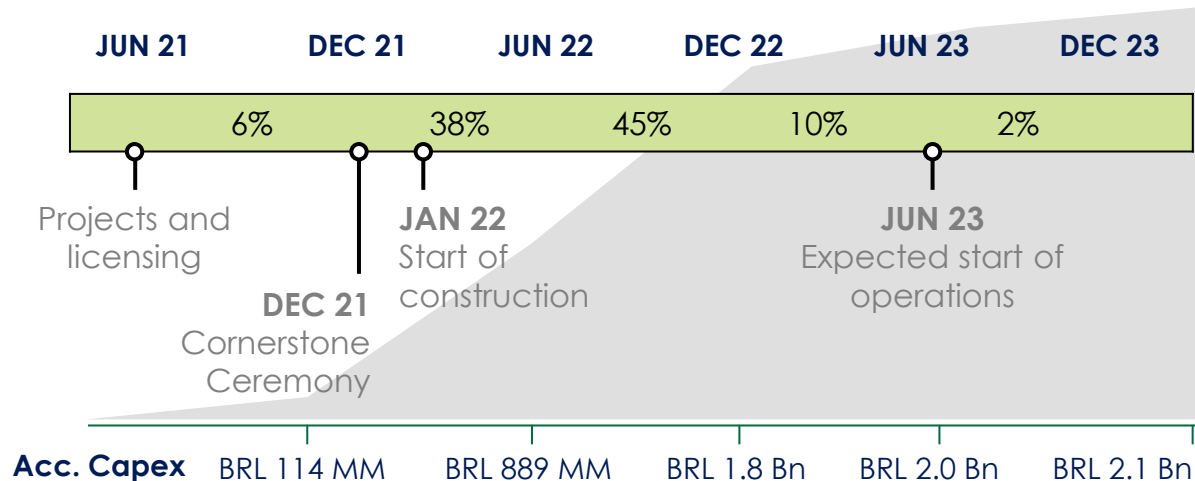 JUN 21 DEC 21 JUN 22 DEC 22 JUN 23 DEC 23
6% 38% 45% 10% 2%
Projects and
licensing
DEC 21
Cornerstone
Ceremony
JAN 22
Start of
construction
JUN 23
Expected start of
operations
Acc. Capex BRL 114 MM BRL 889 MM BRL 1.8 Bn BRL 2.0 Bn BRL 2.1 Bn